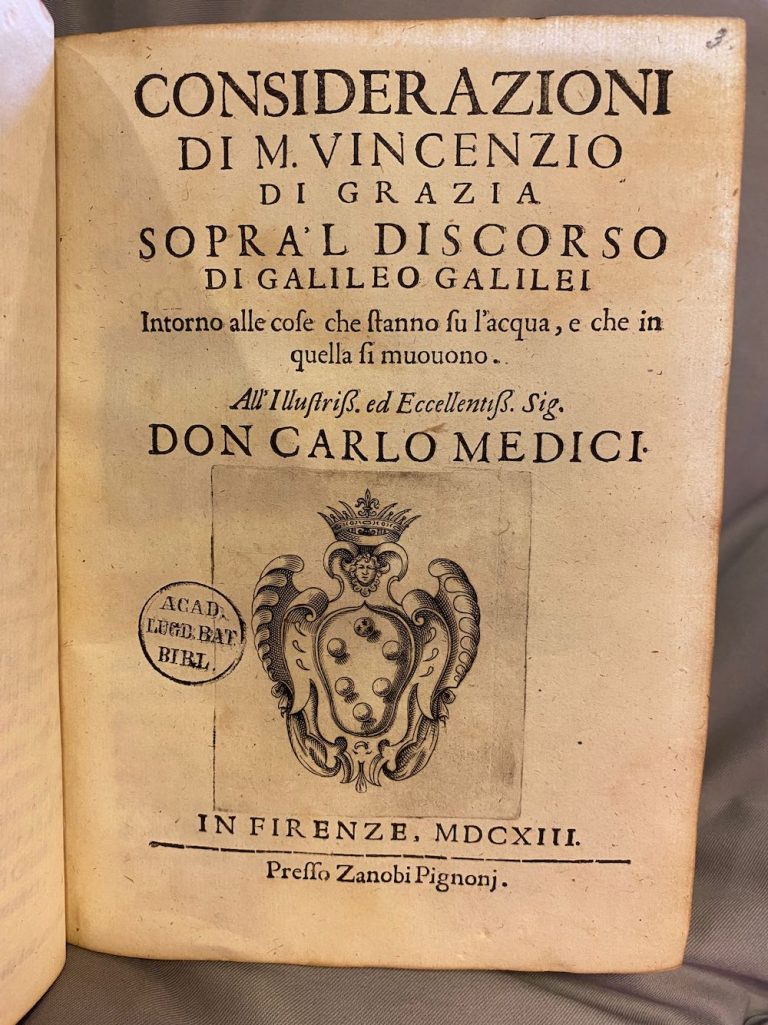 3.
CONSIDERAZIONI
DI M. VINCENZIO
DI GRAZIA
SOPRA'L DISCORSO
DI GALILEO GALILEI
Intorno alle coſe che ſtanno ſu l'acqua, e che in
quella ſi muouono.
All'Illuſtriß. ed Eccellentiß. Sig.
DON CARLO MEDICI.
ACAD.
LUGD. BAT
BIBL.
IN FIRENZE, MDCXIII.
Preſſo Zanobi Pignonj.